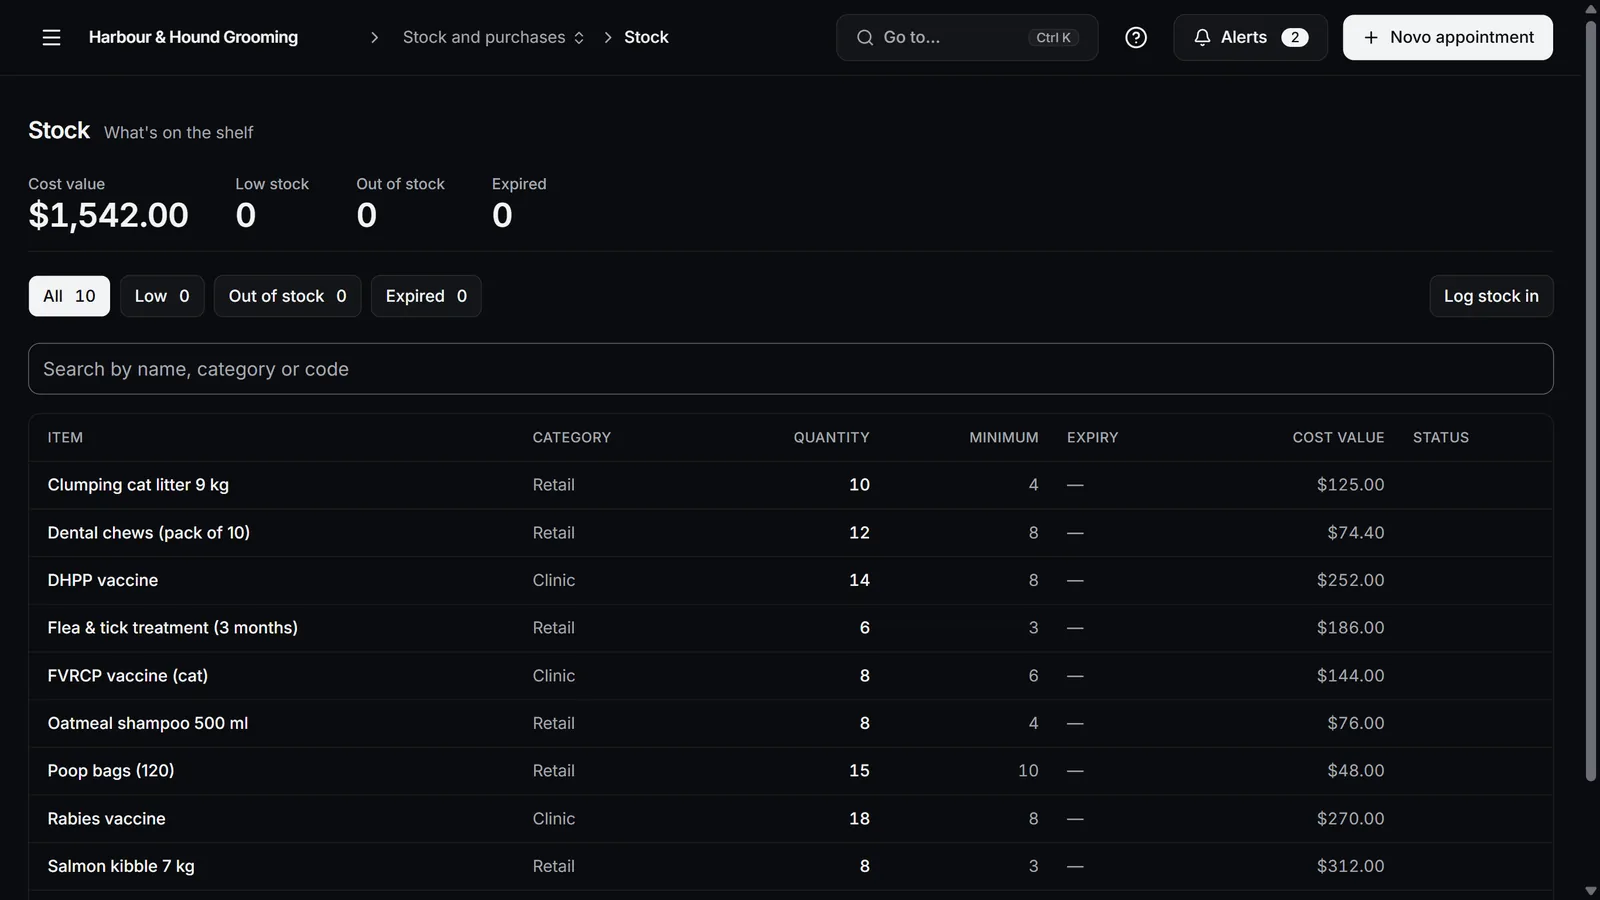 Harbour & Hound Grooming > Stock and purchases > Stock Go to... Ctrl K Alerts 2 + Novo appointment
Stock What's on the shelf
Cost value Low stock Out of stock Expired
$1,542.00 0 0 0
All 10 Low 0 Out of stock 0 Expired 0 Log stock in
Search by name, category or code
ITEM CATEGORY QUANTITY MINIMUM EXPIRY COST VALUE STATUS
Clumping cat litter 9 kg Retail 10 4 — $125.00
Dental chews (pack of 10) Retail 12 8 — $74.40
DHPP vaccine Clinic 14 8 — $252.00
Flea & tick treatment (3 months) Retail 6 3 — $186.00
FVRCP vaccine (cat) Clinic 8 6 — $144.00
Oatmeal shampoo 500 ml Retail 8 4 — $76.00
Poop bags (120) Retail 15 10 — $48.00
Rabies vaccine Clinic 18 8 — $270.00
Salmon kibble 7 kg Retail 8 3 — $312.00